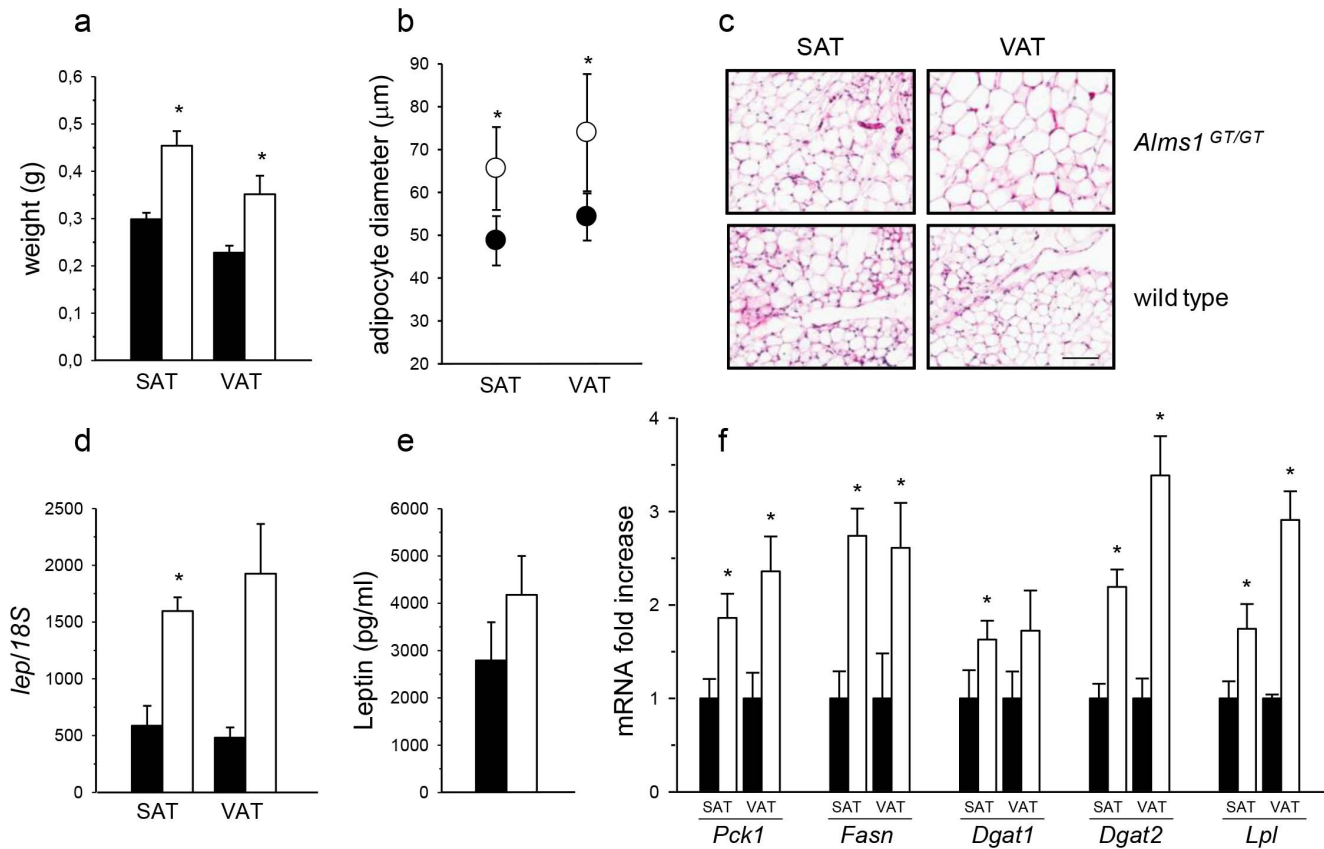 a
weight (g)
0,6
0,5
0,4
0,3
0,2
0,1
0,0
*
*
SAT VAT
b
adipocyte diameter (μm)
90
80
70
60
50
40
30
20
*
*
SAT VAT
c
SAT VAT
Alms1 GT/GT
wild type
d
lep/18S
2500
2000
1500
1000
500
0
*
SAT VAT
e
Leptin (pg/ml)
6000
5000
4000
3000
2000
1000
0
f
mRNA fold increase
4
3
2
1
0
* * * * * * * * *
SAT VAT SAT VAT SAT VAT SAT VAT SAT VAT
Pck1 Fasn Dgat1 Dgat2 Lpl